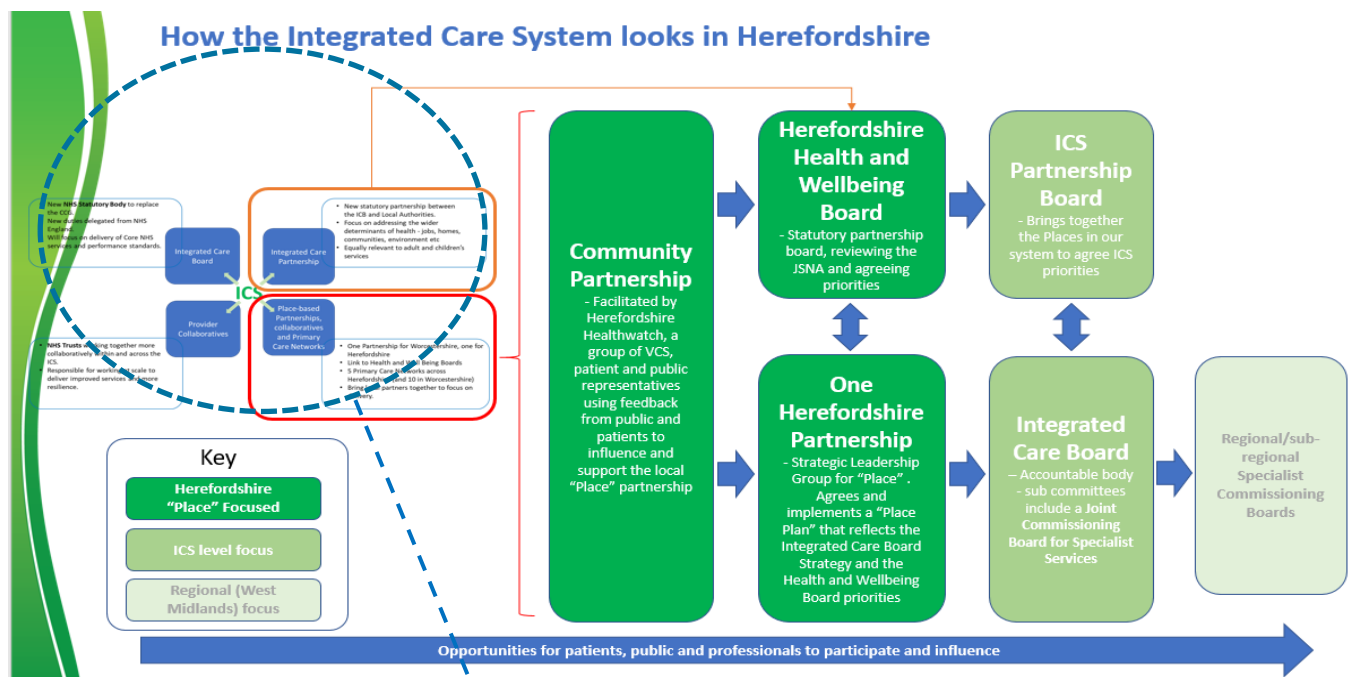 How the Integrated Care System looks in Herefordshire
New NHS Statutory Body to replace
the CCG.
New duties delegated from NHS
England.
Will focus on delivery of Core NHS
services and performance standards.
Integrated Care
Board
Integrated Care
Partnership
• New statutory partnership between
the ICB and Local Authorities.
• Focus on addressing the wider
determinants of health - jobs, homes,
communities, environment etc
• Equally relevant to adult and children's
services
ICS
Provider
Collaboratives
Place-based
Partnerships,
collaboratives
and Primary
Care Networks
• NHS Trusts working together more
collaboratively within and across the
ICS.
• Responsible for working at scale to
deliver improved services and more
resilience.
• One Partnership for Worcestershire, one for
Herefordshire
• Link to Health and Well Being Boards
• 5 Primary Care Networks across
Herefordshire (and 10 in Worcestershire)
• partners together to focus on
Key
Herefordshire
“Place” Focused
ICS level focus
Regional (West
Midlands) focus
Community
Partnership
- Facilitated by
Herefordshire
Healthwatch, a
group of VCS,
patient and public
representatives
using feedback
from public and
patients to
influence and
support the local
“Place” partnership
Herefordshire
Health and
Wellbeing
Board
- Statutory partnership
board, reviewing the
JSNA and agreeing
priorities
One
Herefordshire
Partnership
- Strategic Leadership
Group for “Place” .
Agrees and
implements a “Place
Plan” that reflects the
Integrated Care Board
Strategy and the
Health and Wellbeing
Board priorities
ICS
Partnership
Board
- Brings together
the Places in our
system to agree ICS
priorities
Integrated
Care Board
– Accountable body
- sub committees
include a Joint
Commissioning
Board for Specialist
Services
Regional/sub-
regional
Specialist
Commissioning
Boards
Opportunities for patients, public and professionals to participate and influence